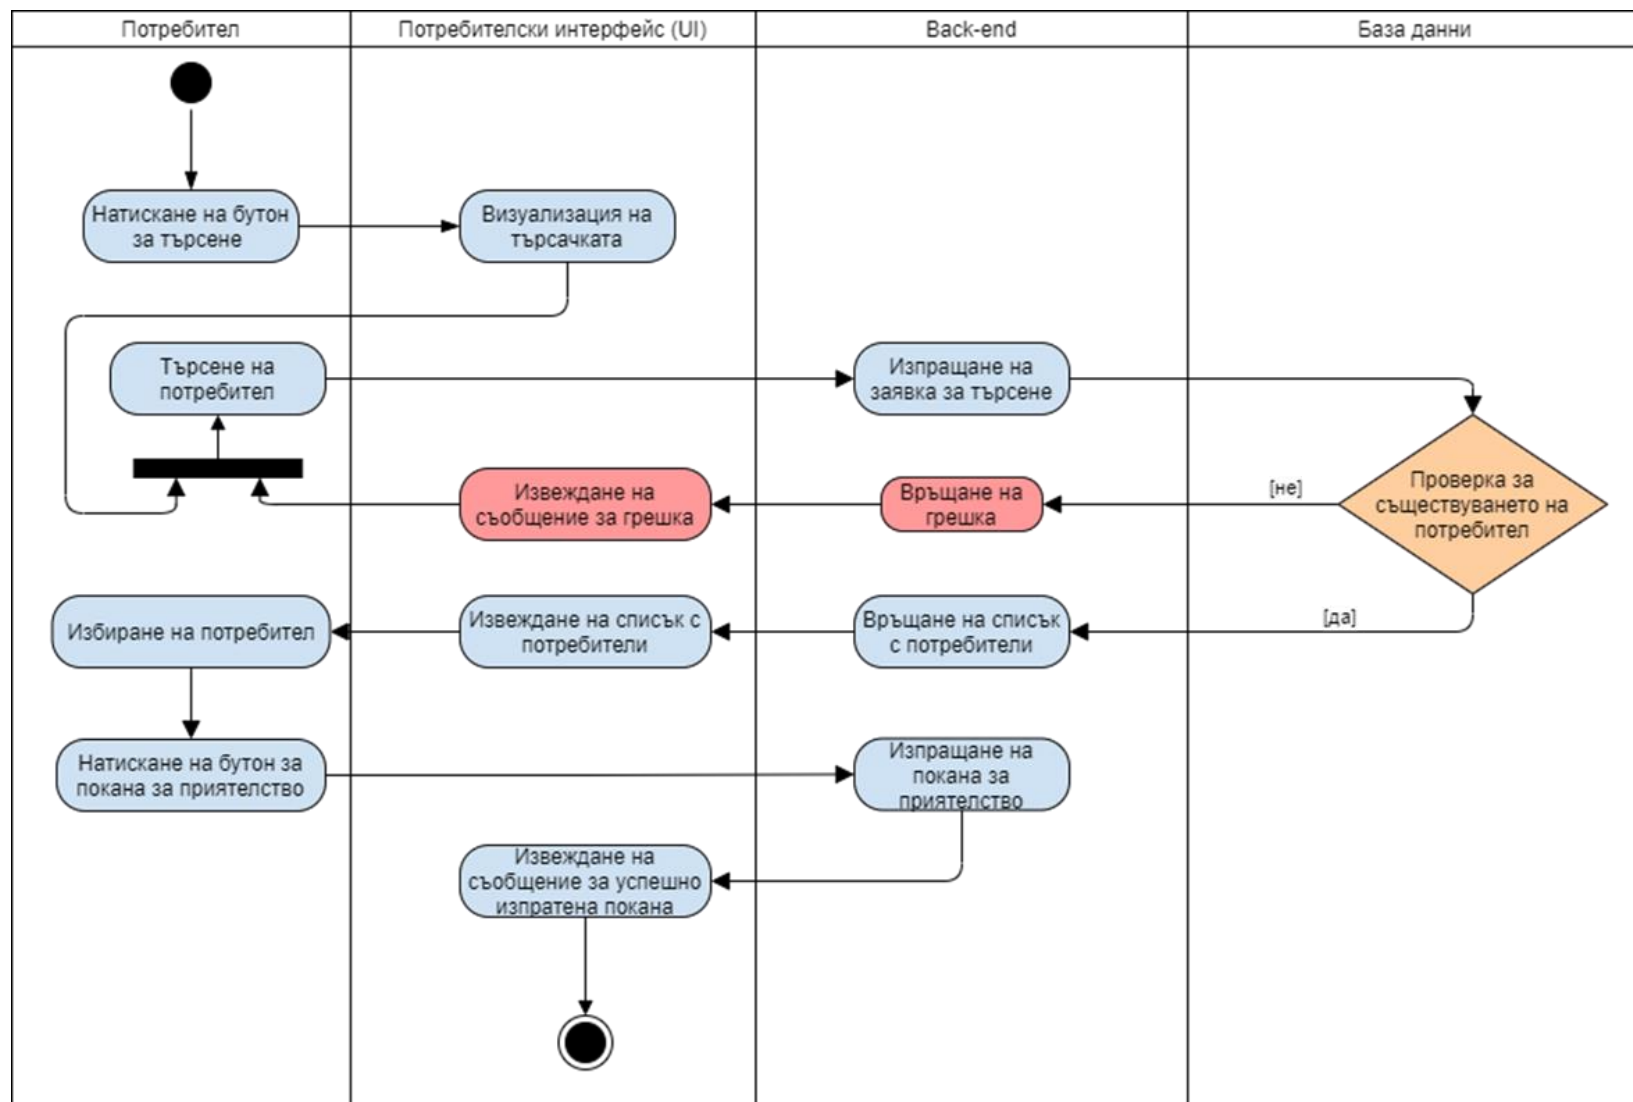 Потребител
Потребителски интерфейс (UI)
Back-end
База данни
Натискане на бутон
за търсене
Визуализация на
търсачката
Търсене на
потребител
Изпращане на
заявка за търсене
Проверка за
съществуването на
потребител
[не]
Връщане на
грешка
Извеждане на
съобщение за грешка
[да]
Връщане на списък
с потребители
Извеждане на списък с
потребители
Избиране на потребител
Натискане на бутон за
покана за приятелство
Изпращане на
покана за
приятелство
Извеждане на
съобщение за успешно
изпратена покана